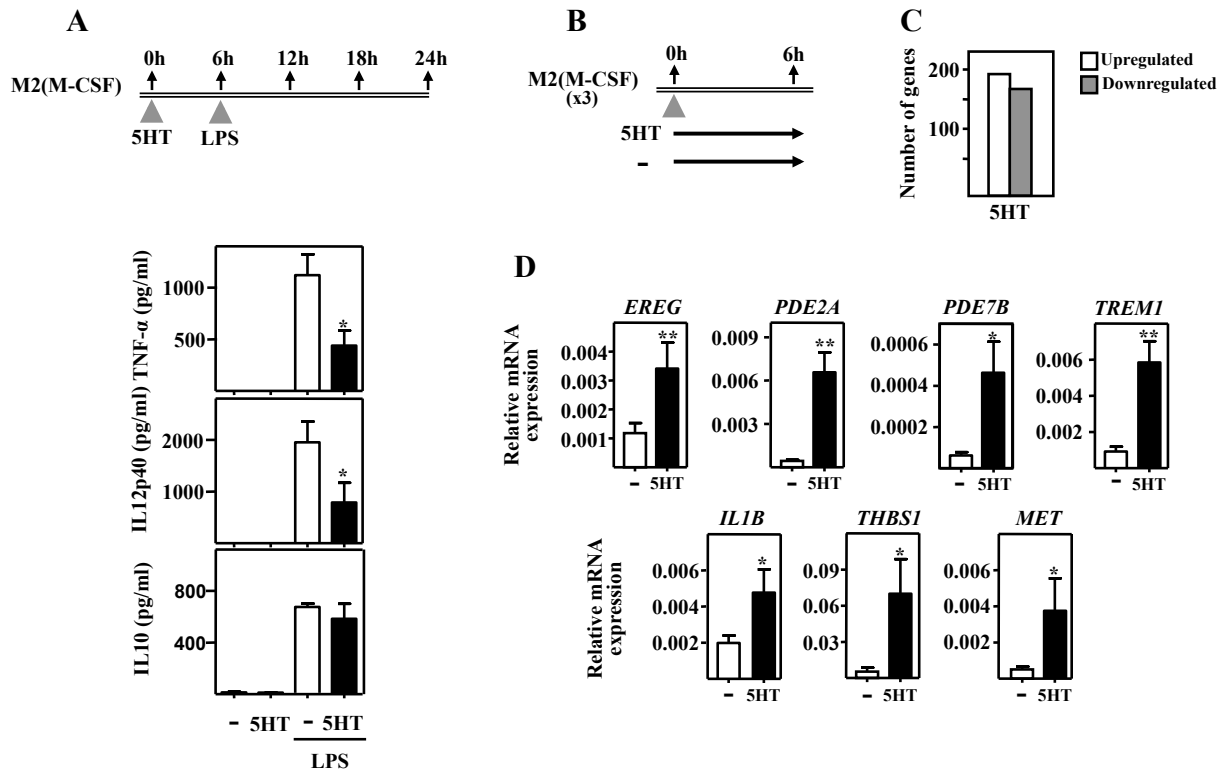 A
0h 6h 12h 18h 24h
M2(M-CSF)
5HT LPS
TNF-α (pg/ml)
1000
500
*
IL12p40 (pg/ml)
2000
1000
*
IL10 (pg/ml)
800
400
- 5HT - 5HT
LPS
B
0h 6h
M2(M-CSF)
(x3)
5HT
-
C
Number of genes
200
100
5HT
Upregulated
Downregulated
D
Relative mRNA
expression
EREG
0.004
0.003
0.002
0.001
**
- 5HT
PDE2A
0.009
0.006
0.003
**
- 5HT
PDE7B
0.0006
0.0004
0.0002
*
- 5HT
TREM1
0.006
0.004
0.002
**
- 5HT
Relative mRNA
expression
IL1B
0.006
0.004
0.002
*
- 5HT
THBS1
0.09
0.06
0.03
*
- 5HT
MET
0.006
0.004
0.002
*
- 5HT